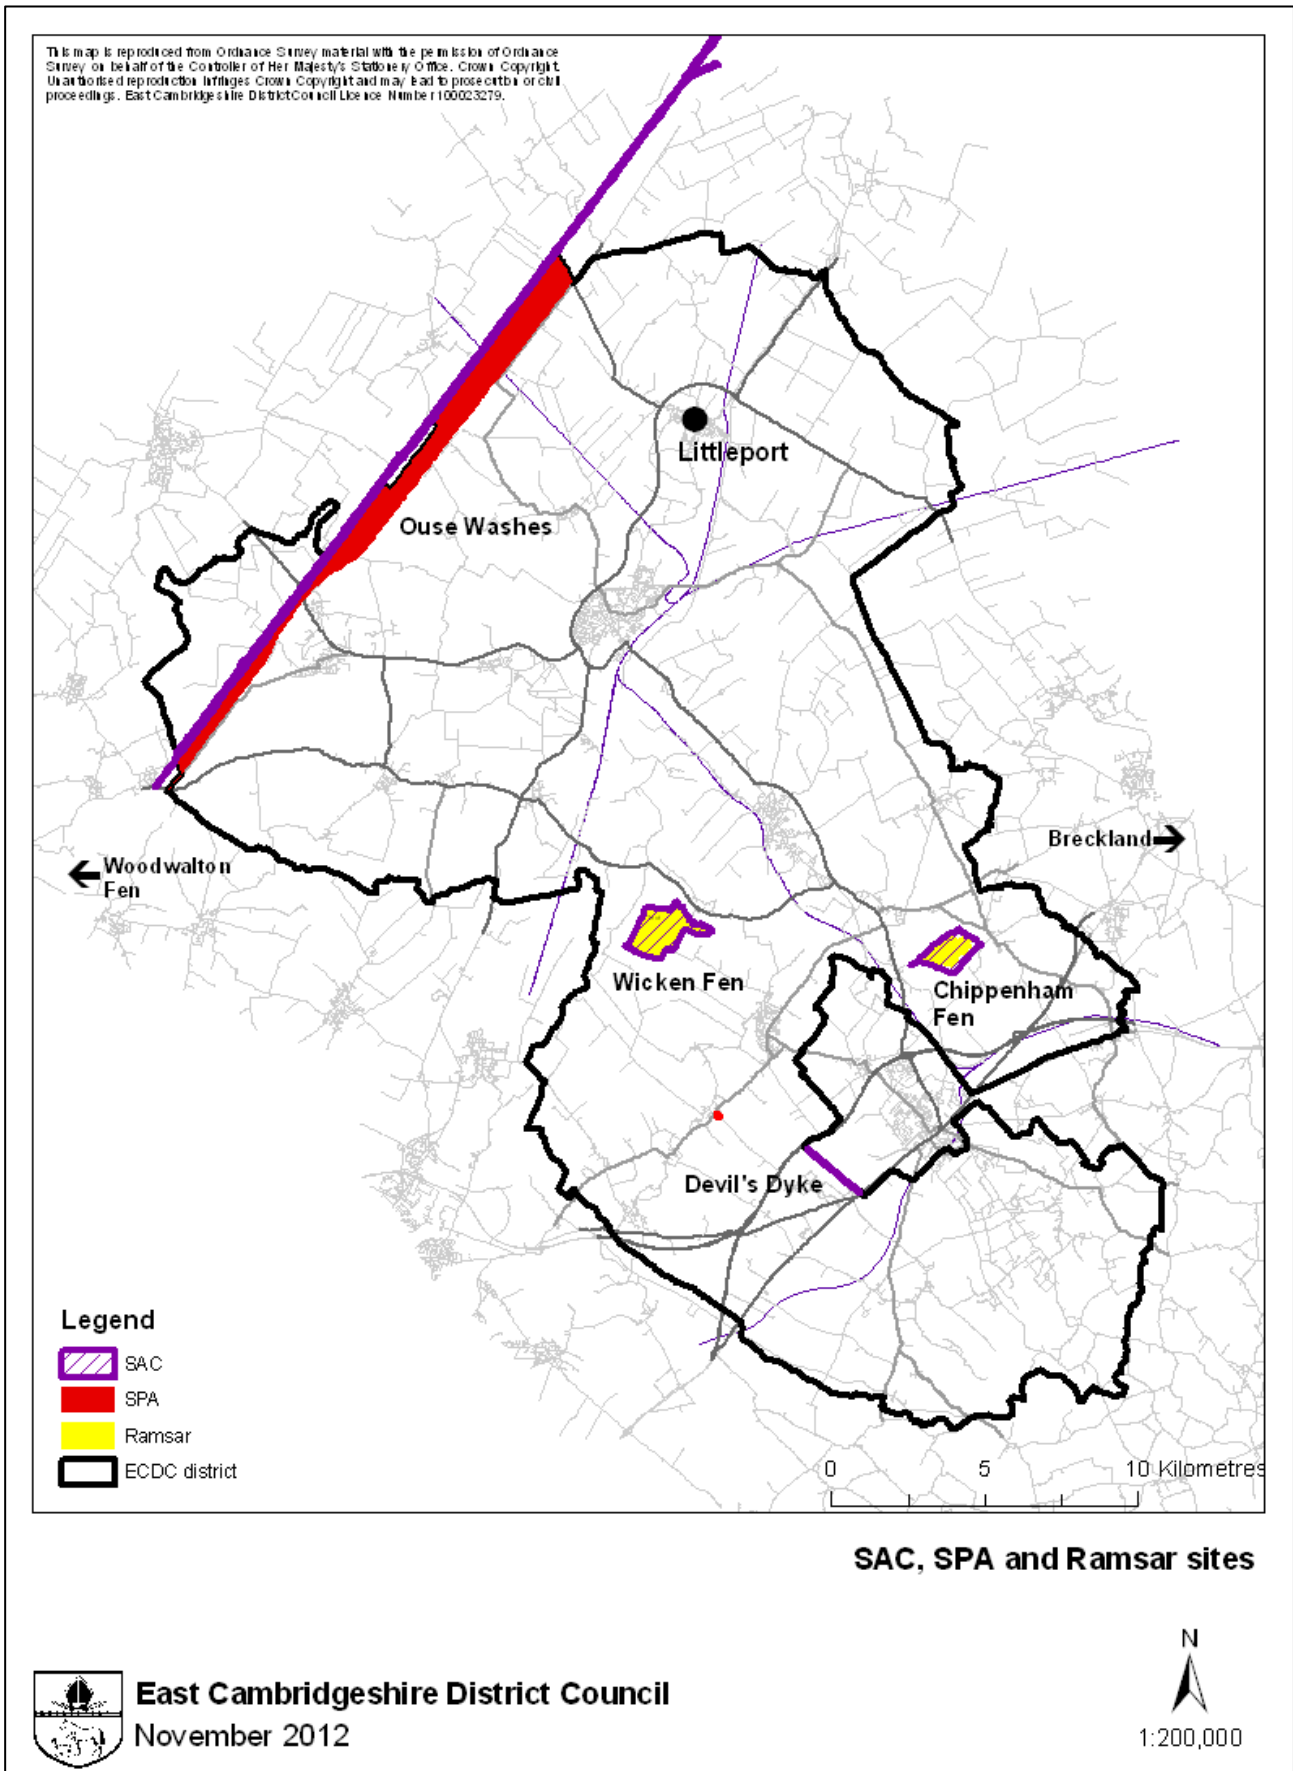 This map is reproduced from Ordnance Survey material with the permission of Ordnance
Survey on behalf of the Controller of Her Majesty's Stationery Office. Crown Copyright.
Unauthorised reproduction infringes Crown Copyright and may lead to prosecution or civil
proceedings. East Cambridgeshire District Council Licence Number 100023279.
Littleport
Ouse Washes
Breckland
Woodwalton
Fen
Wicken Fen
Chippenham
Fen
Devil's Dyke
Legend
SAC
SPA
Ramsar
ECDC district
0 5 10 Kilometres
SAC, SPA and Ramsar sites
N
East Cambridgeshire District Council
November 2012
1:200,000